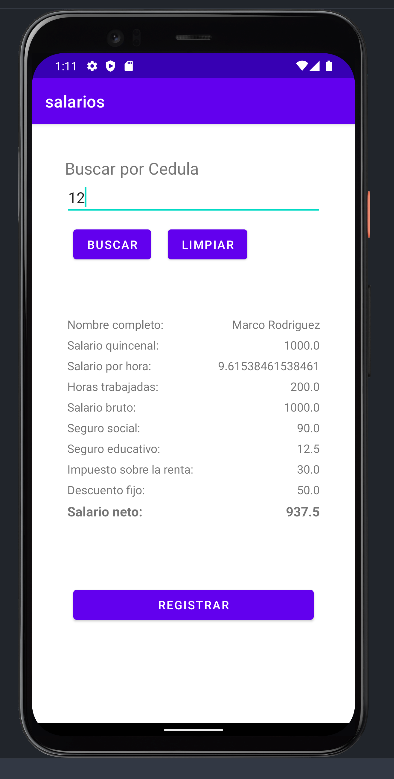 1:11
salarios
Buscar por Cedula
12
BUSCAR LIMPIAR
Nombre completo: Marco Rodriguez
Salario quincenal: 1000.0
Salario por hora: 9.61538461538461
Horas trabajadas: 200.0
Salario bruto: 1000.0
Seguro social: 90.0
Seguro educativo: 12.5
Impuesto sobre la renta: 30.0
Descuento fijo: 50.0
Salario neto: 937.5
REGISTRAR